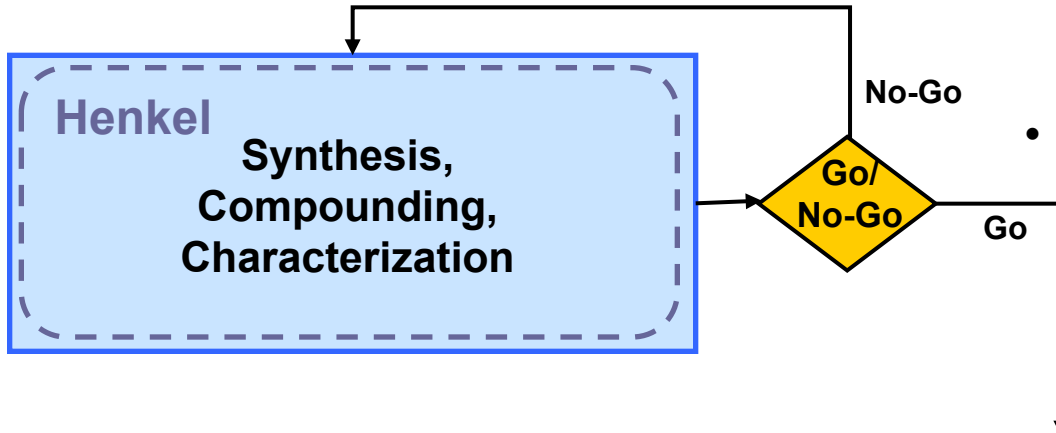 Henkel
Synthesis,
Compounding,
Characterization
No-Go
Go/
No-Go
Go
•